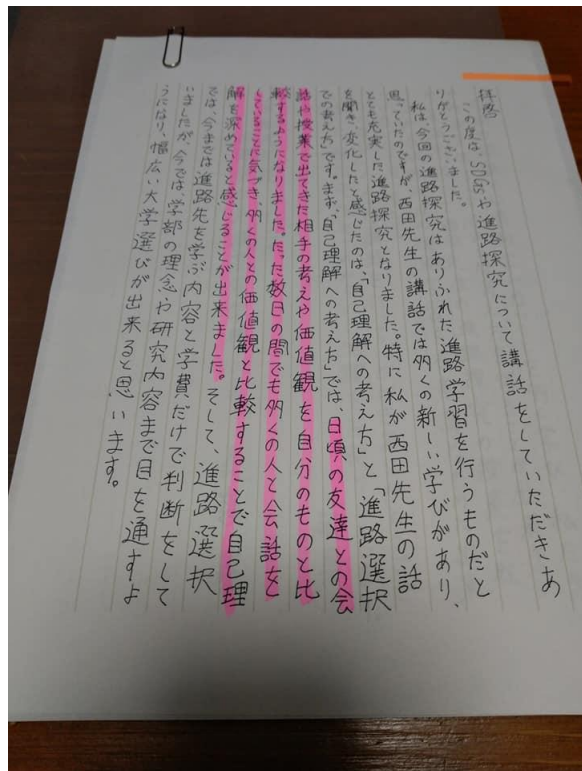 拝啓
この度は、SDGsや進路探究について講話をしていただきあ
りがとうございました。
私は、今回の進路探究はありふれた進路学習を行うものだと
思っていたのですが、西田先生の講話では多くの新しい学びがあり、
とても充実した進路探究となりました。特に私が西田先生の話
を聞き、変化したと感じたのは、「自己理解への考え方」と「進路選択
での考え方」です。まず、「自己理解への考え方」では、日頃の友達との会
話や授業で出てきた相手の考えや価値観を自分のものと比
較するようになりました。たった数日の間でも多くの人と会話を
していることに気づき、多くの人との価値観と比較することで自己理
解を深めていると感じることが出来ました。そして、進路選択
では、今までは進路先を学ぶ内容と学費だけで判断をして
いましたが、今では、学部の理念や研究内容まで目を通すよ
うになり、幅広い大学選びが出来ると思います。